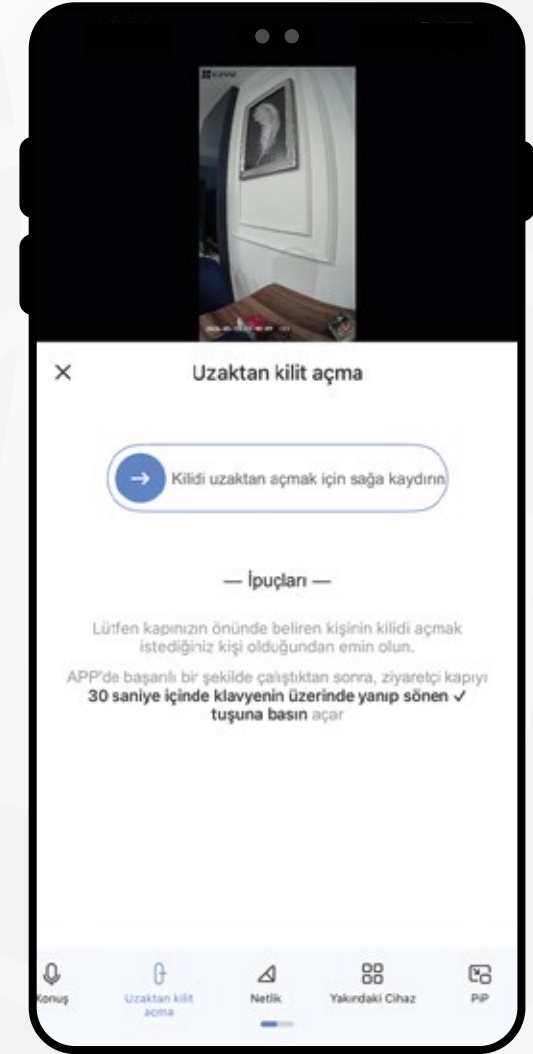 EZVIZ
Uzaktan kilit açma
Kilidi uzaktan açmak için sağa kaydırın
— İpuçları —
Lütfen kapınızın önünde beliren kişinin kilidi açmak
istediğiniz kişi olduğundan emin olun.
APP'de başarılı bir şekilde çalıştıktan sonra, ziyaretçi kapıyı
30 saniye içinde klavyenin üzerinde yanıp sönen ✓
tuşuna basın açar
Konuş
Uzaktan kilit
açma
Netlik
Yakındaki Cihaz
PiP